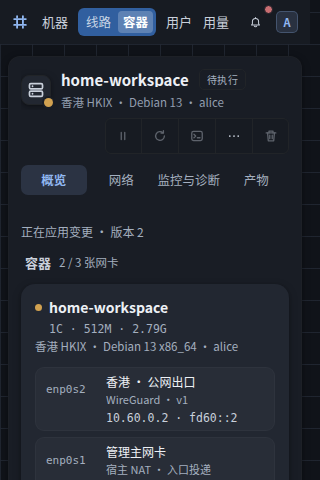 机器 线路 容器 用户 用量 A
home-workspace 待执行
香港 HKIX • Debian 13 • alice
概览 网络 监控与诊断 产物
正在应用变更 • 版本 2
容器 2 / 3 张网卡
home-workspace
1C · 512M · 2.79G
香港 HKIX • Debian 13 x86_64 • alice
enp0s2 香港 • 公网出口
WireGuard • v1
10.60.0.2 · fd60::2
enp0s1 管理主网卡
宿主 NAT • 入口投递